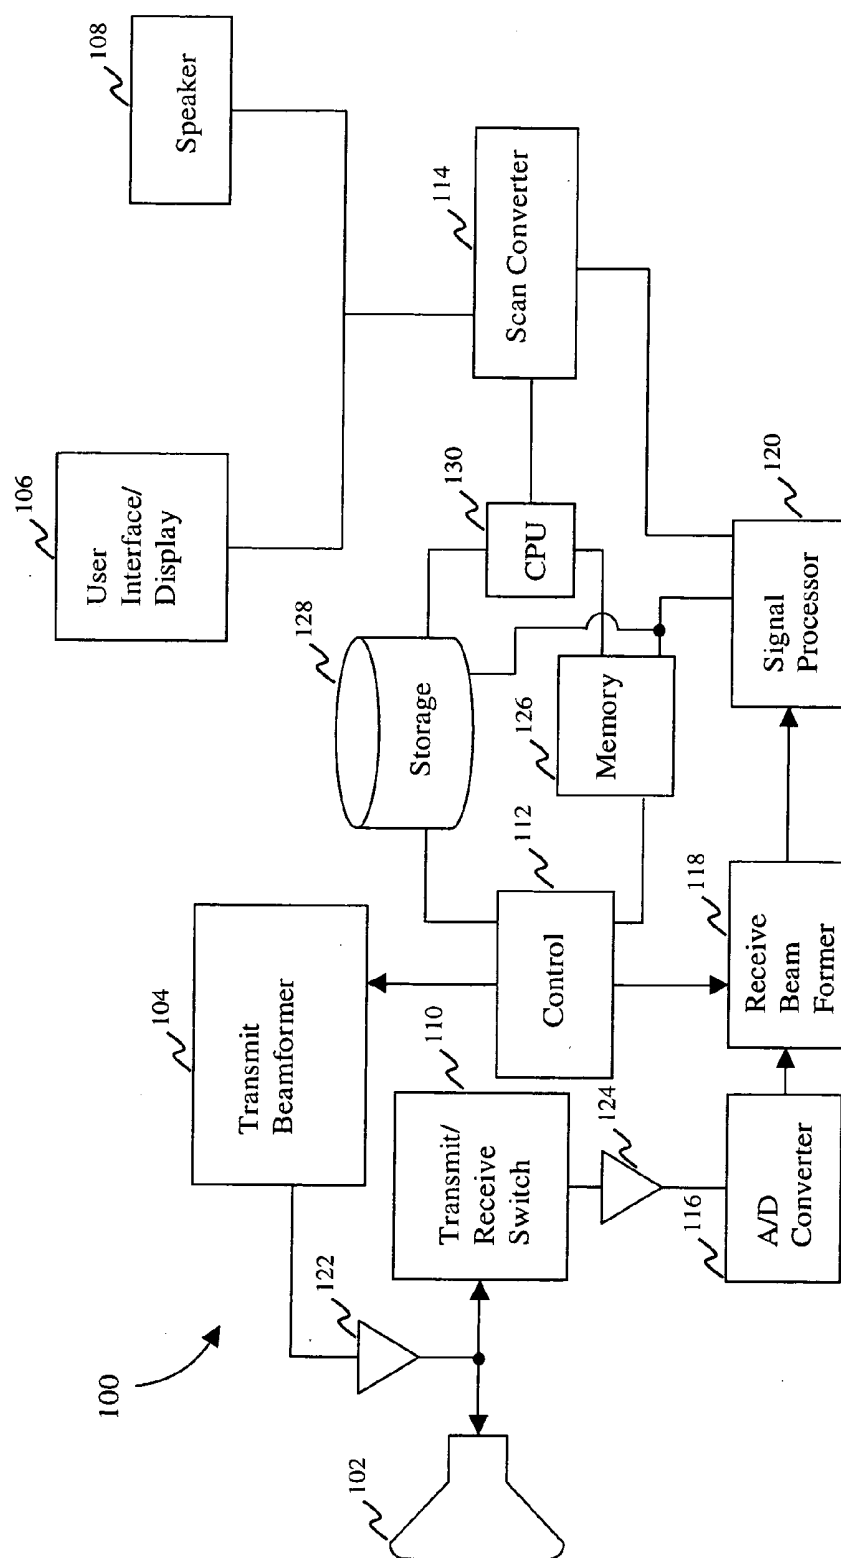 100
102
122
104
Transmit
Beamformer
106
User
Interface/
Display
108
Speaker
110
Transmit/
Receive
Switch
112
Control
128
Storage
126
Memory
130
CPU
114
Scan Converter
124
116
A/D
Converter
118
Receive
Beam
Former
120
Signal
Processor